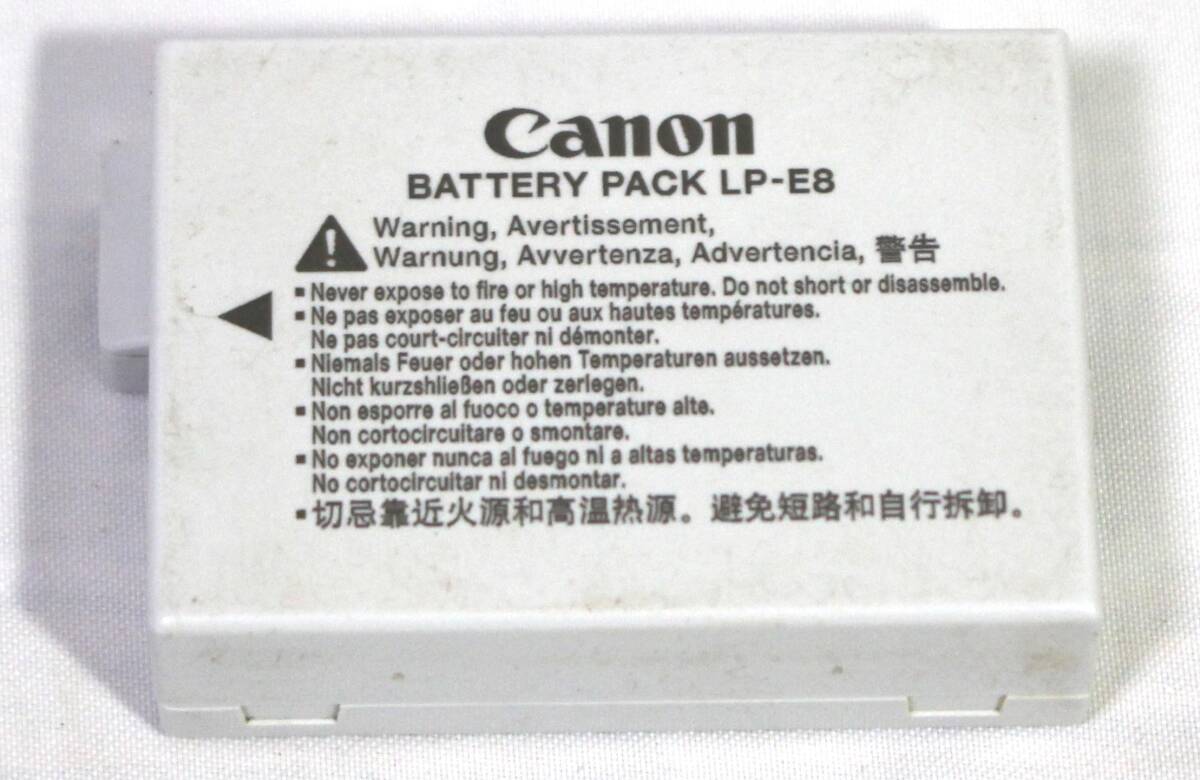 Canon
BATTERY PACK LP-E8
Warning, Avertissement,
Warnung, Avvertenza, Advertencia, 警告
▪ Never expose to fire or high temperature. Do not short or disassemble.
▪ Ne pas exposer au feu ou aux hautes températures.
Ne pas court-circuiter ni démonter.
▪ Niemals Feuer oder hohen Temperaturen aussetzen.
Nicht kurzshließen oder zerlegen.
▪ Non esporre al fuoco o temperature alte.
Non cortocircuitare o smontare.
▪ No exponer nunca al fuego ni a altas temperaturas.
No cortocircuitar ni desmontar.
▪ 切忌靠近火源和高温热源。避免短路和自行拆卸。